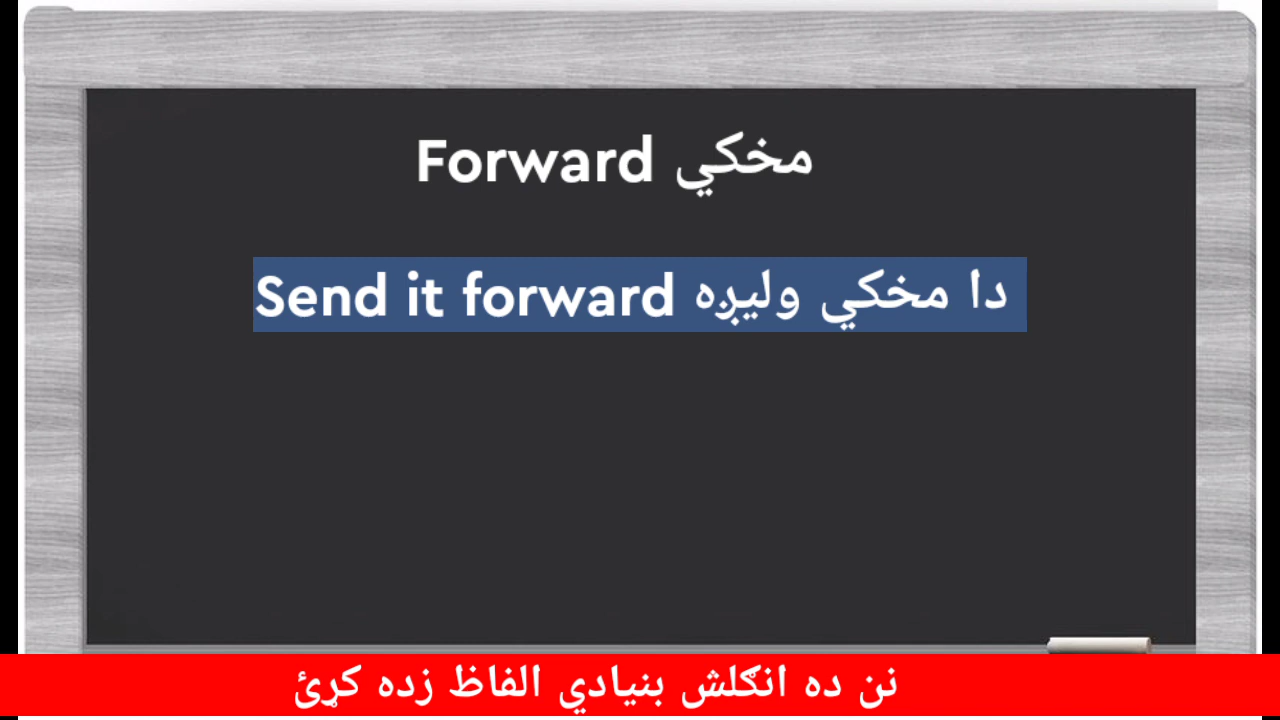 Forward مخکي
Send it forward دا مخکي ولیږه
نن ده انګلش بنیادي الفاظ زده کړئ